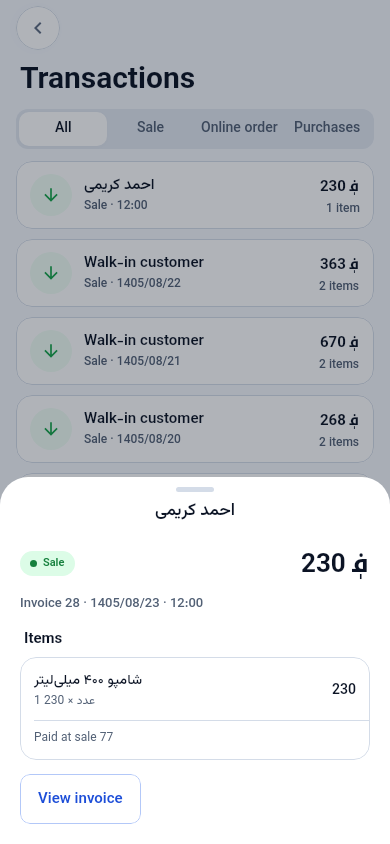 Transactions
All Sale Online order Purchases
احمد کریمی ؋ 230
Sale · 12:00 1 item
Walk-in customer ؋ 363
Sale · 1405/08/22 2 items
Walk-in customer ؋ 670
Sale · 1405/08/21 2 items
Walk-in customer ؋ 268
Sale · 1405/08/20 2 items
احمد کریمی
Sale 230 ؋
Invoice 28 · 1405/08/23 · 12:00
Items
شامپو ۴۰۰ میلی‌لیتر 230
1 عدد × 230
Paid at sale 77
View invoice